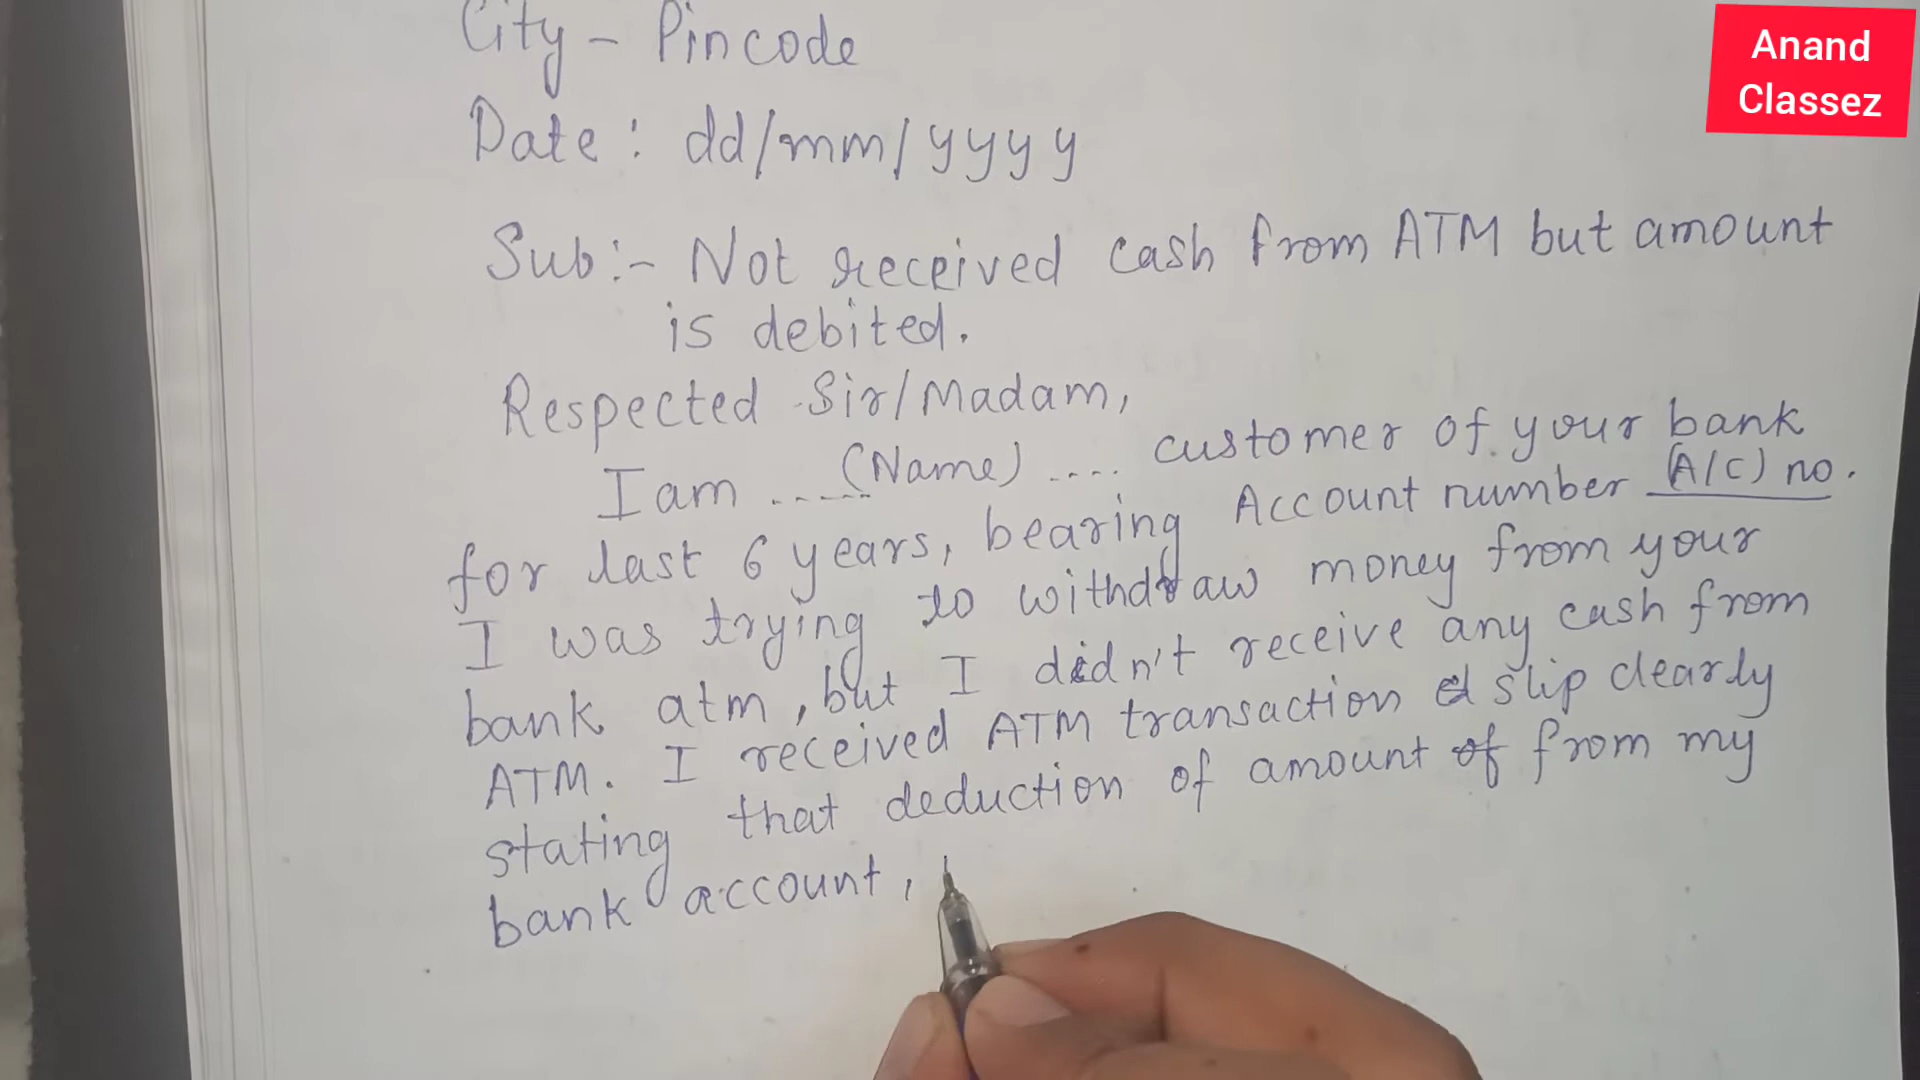 City - Pincode
Date : dd/mm/yyyy
Sub:- Not received cash from ATM but amount
is debited.
Respected Sir/Madam,
I am ...... (Name) .... customer of your bank
for last 6 years, bearing Account number (A/C) no.
I was trying to withdraw money from your
bank atm, but I didn't receive any cash from
ATM. I received ATM transaction slip clearly
stating that deduction of amount of from my
bank account,
Anand
Classez